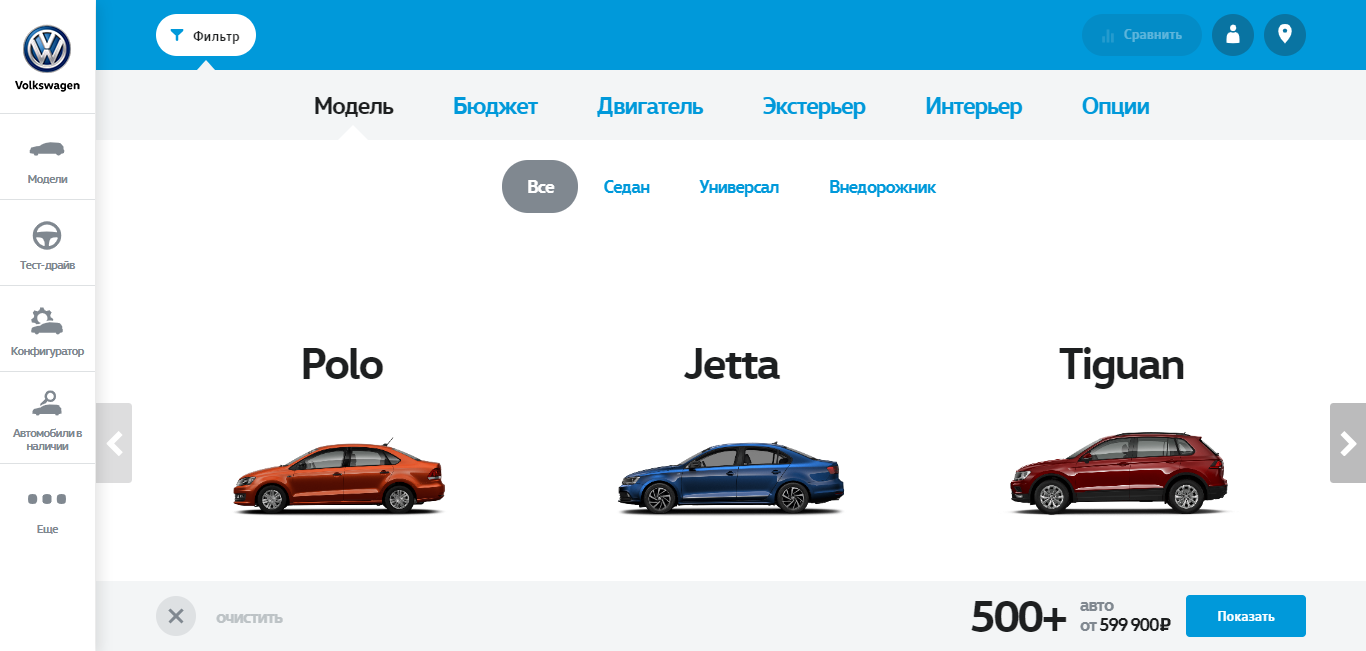 Volkswagen
Модели
Тест-драйв
Конфигуратор
Автомобили в
наличии
Еще
Фильтр
Сравнить
Модель Бюджет Двигатель Экстерьер Интерьер Опции
Все Седан Универсал Внедорожник
Polo Jetta Tiguan
ОЧИСТИТЬ
500+
авто
от 599 900₽
Показать